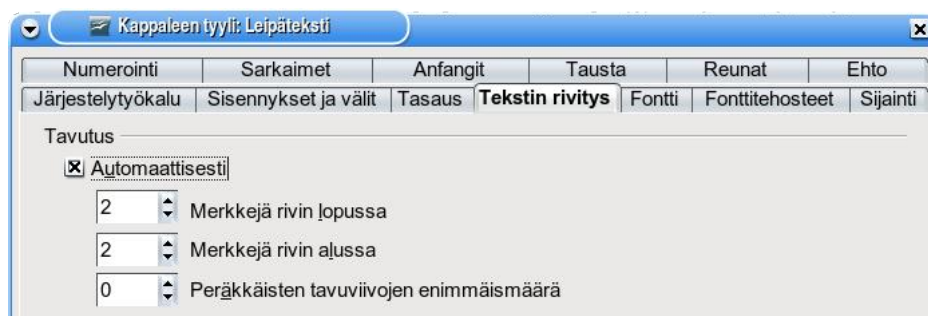 Kappaleen tyyli: Leipäteksti
Numerointi Sarkaimet Anfangit Tausta Reunat Ehto
Järjestelytyökalu Sisennykset ja välit Tasaus Tekstin rivitys Fontti Fonttitehosteet Sijainti
Tavutus
Automaattisesti
2 Merkkejä rivin lopussa
2 Merkkejä rivin alussa
0 Peräkkäisten tavuviivojen enimmäismäärä